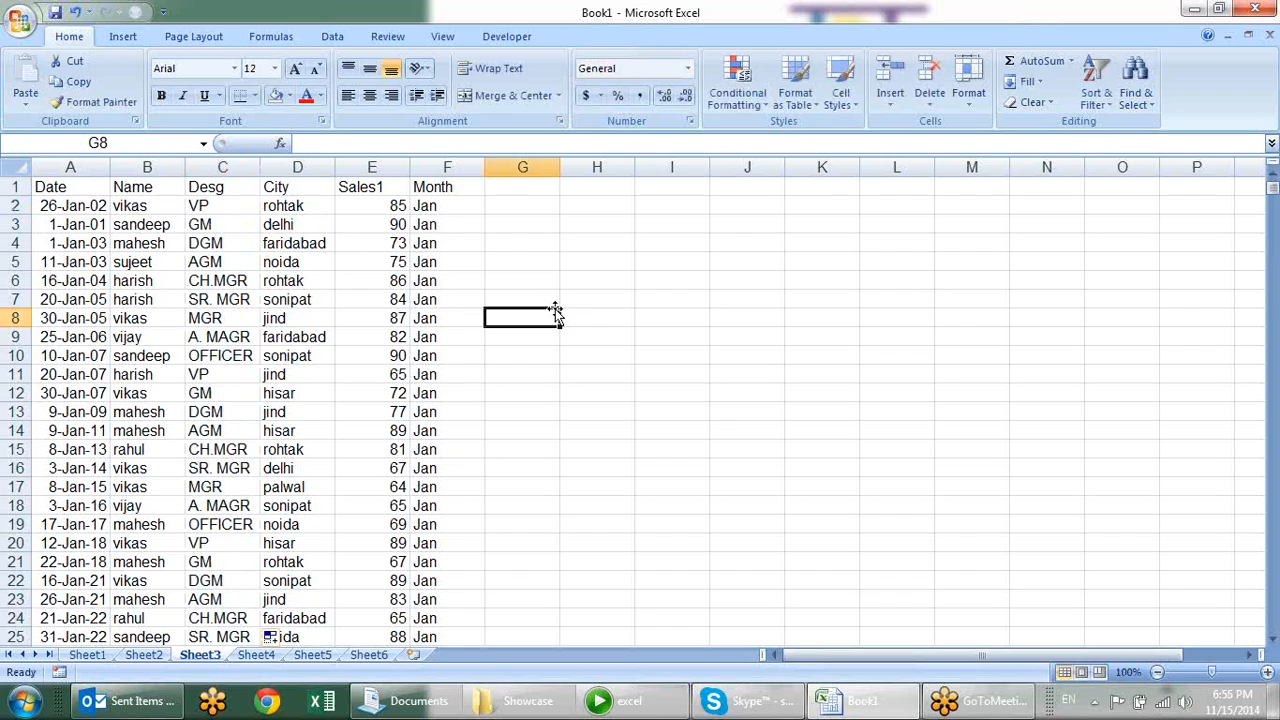 Book1 - Microsoft Excel
Home Insert Page Layout Formulas Data Review View Developer
Paste Cut Copy Format Painter Clipboard
Arial 12 B I U A Font
Wrap Text Merge & Center Alignment
General $ % , Number
Conditional Formatting Format as Table Cell Styles Styles
Insert Delete Format Cells
Σ AutoSum Fill Clear Sort & Filter Find & Select Editing
G8 fx
A B C D E F G H I J K L M N O P
1 Date Name Desg City Sales1 Month
2 26-Jan-02 vikas VP rohtak 85 Jan
3 1-Jan-01 sandeep GM delhi 90 Jan
4 1-Jan-03 mahesh DGM faridabad 73 Jan
5 11-Jan-03 sujeet AGM noida 75 Jan
6 16-Jan-04 harish CH.MGR rohtak 86 Jan
7 20-Jan-05 harish SR. MGR sonipat 84 Jan
8 30-Jan-05 vikas MGR jind 87 Jan
9 25-Jan-06 vijay A. MAGR faridabad 82 Jan
10 10-Jan-07 sandeep OFFICER sonipat 90 Jan
11 20-Jan-07 harish VP jind 65 Jan
12 30-Jan-07 vikas GM hisar 72 Jan
13 9-Jan-09 mahesh DGM jind 77 Jan
14 9-Jan-11 mahesh AGM hisar 89 Jan
15 8-Jan-13 rahul CH.MGR rohtak 81 Jan
16 3-Jan-14 vikas SR. MGR delhi 67 Jan
17 8-Jan-15 vikas MGR palwal 64 Jan
18 3-Jan-16 vijay A. MAGR sonipat 65 Jan
19 17-Jan-17 mahesh OFFICER noida 69 Jan
20 12-Jan-18 vikas VP hisar 89 Jan
21 22-Jan-18 mahesh GM rohtak 67 Jan
22 16-Jan-21 vikas DGM sonipat 89 Jan
23 26-Jan-21 mahesh AGM jind 83 Jan
24 21-Jan-22 rahul CH.MGR faridabad 65 Jan
25 31-Jan-22 sandeep SR. MGR ida 88 Jan
Sheet1 Sheet2 Sheet3 Sheet4 Sheet5 Sheet6
Ready 100%
Sent Items ... Documents Showcase excel Skype™ - s... Book1 GoToMeeti... EN 6:55 PM
11/15/2014